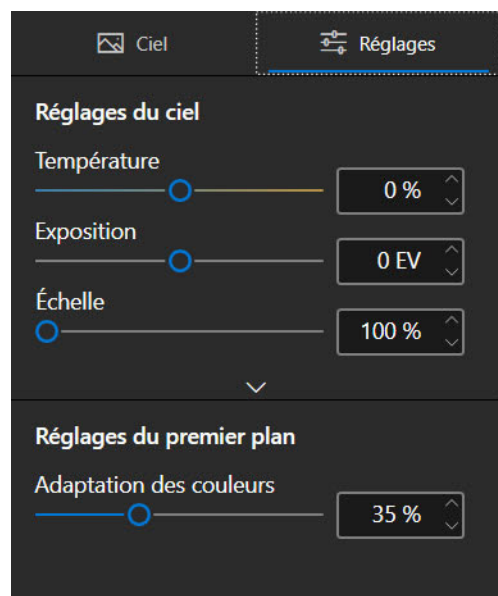 Ciel
Réglages
Réglages du ciel
Température
0 %
Exposition
0 EV
Échelle
100 %
Réglages du premier plan
Adaptation des couleurs
35 %